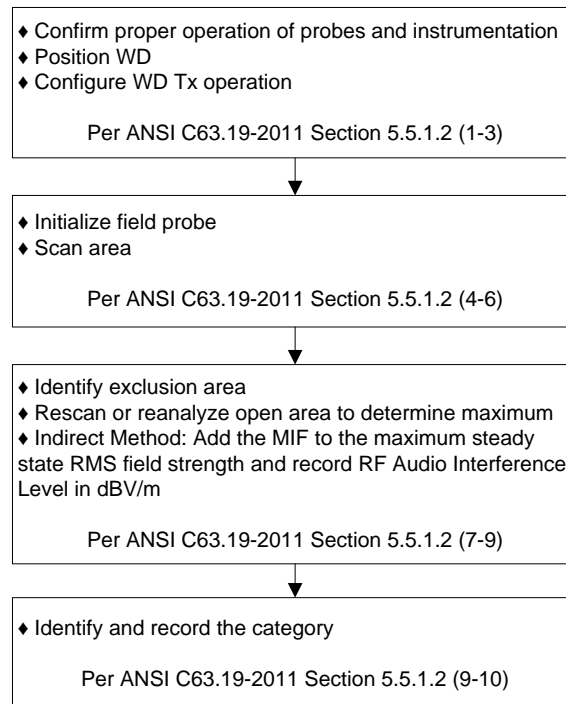 ♦ Confirm proper operation of probes and instrumentation
♦ Position WD
♦ Configure WD Tx operation
Per ANSI C63.19-2011 Section 5.5.1.2 (1-3)
♦ Initialize field probe
♦ Scan area
Per ANSI C63.19-2011 Section 5.5.1.2 (4-6)
♦ Identify exclusion area
♦ Rescan or reanalyze open area to determine maximum
♦ Indirect Method: Add the MIF to the maximum steady
state RMS field strength and record RF Audio Interference
Level in dBV/m
Per ANSI C63.19-2011 Section 5.5.1.2 (7-9)
♦ Identify and record the category
Per ANSI C63.19-2011 Section 5.5.1.2 (9-10)